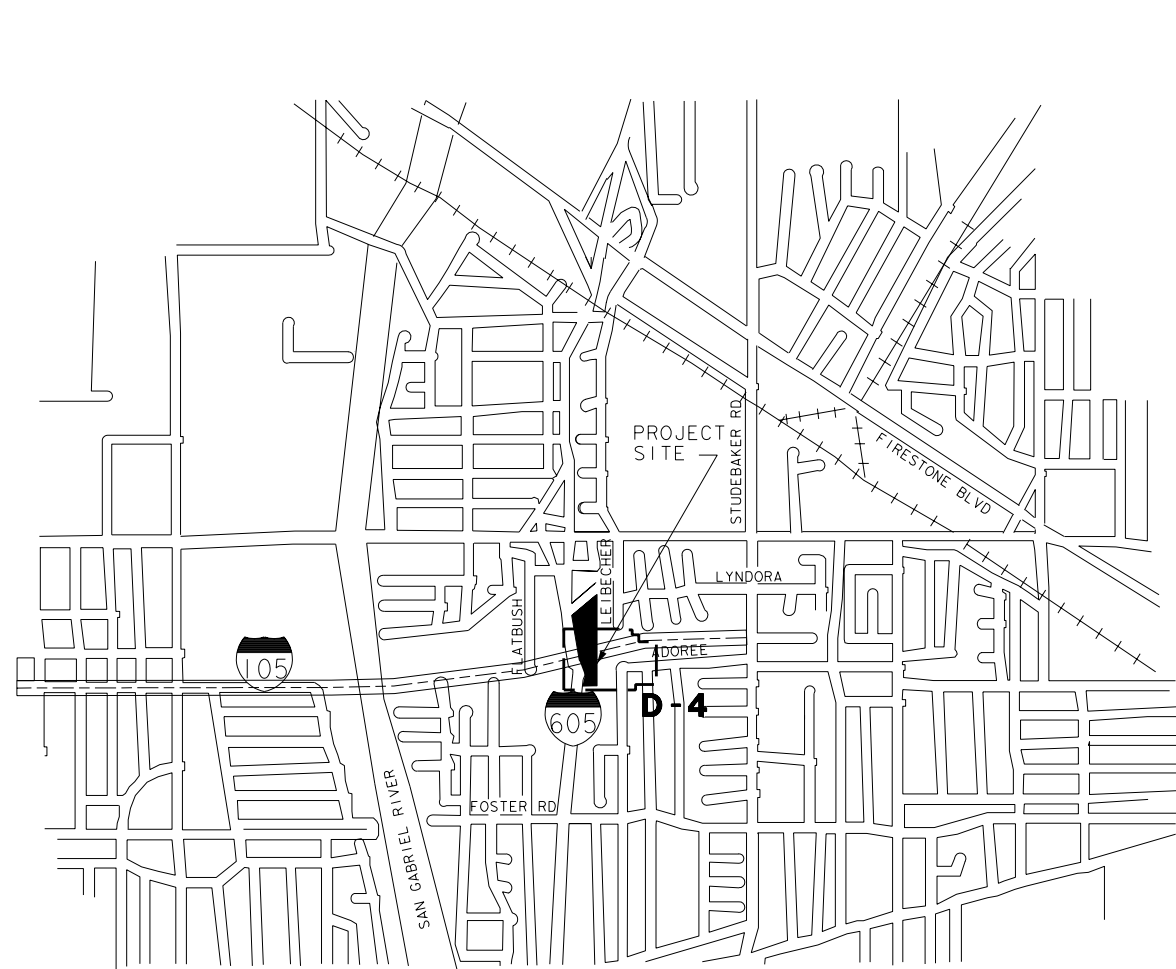 PROJECT
SITE
STUDEBAKER RD
FIRESTONE BLVD
LEIBECHER
LYNDORA
FLATBUSH
ADOREE
105
605
D-4
FOSTER RD
SAN GABRIEL RIVER